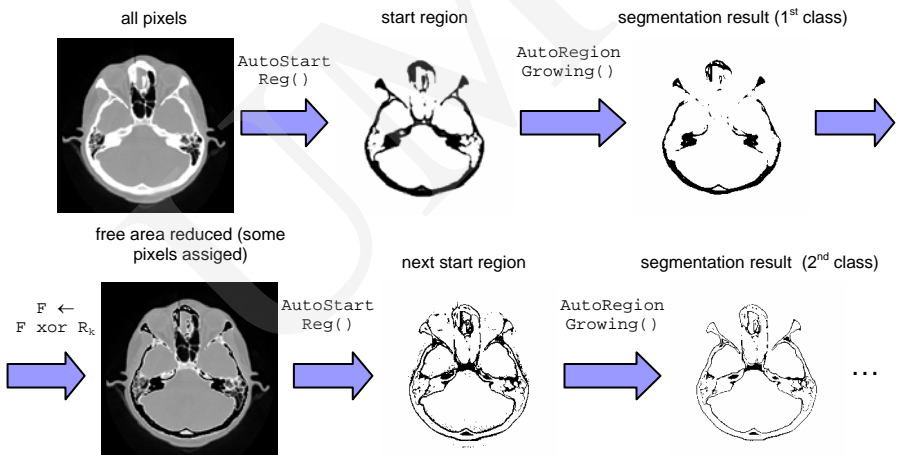 all pixels
start region
segmentation result (1st class)
AutoStart
Reg()
AutoRegion
Growing()
free area reduced (some
pixels assiged)
next start region
segmentation result (2nd class)
F ←
F xor Rk
AutoStart
Reg()
AutoRegion
Growing()
...